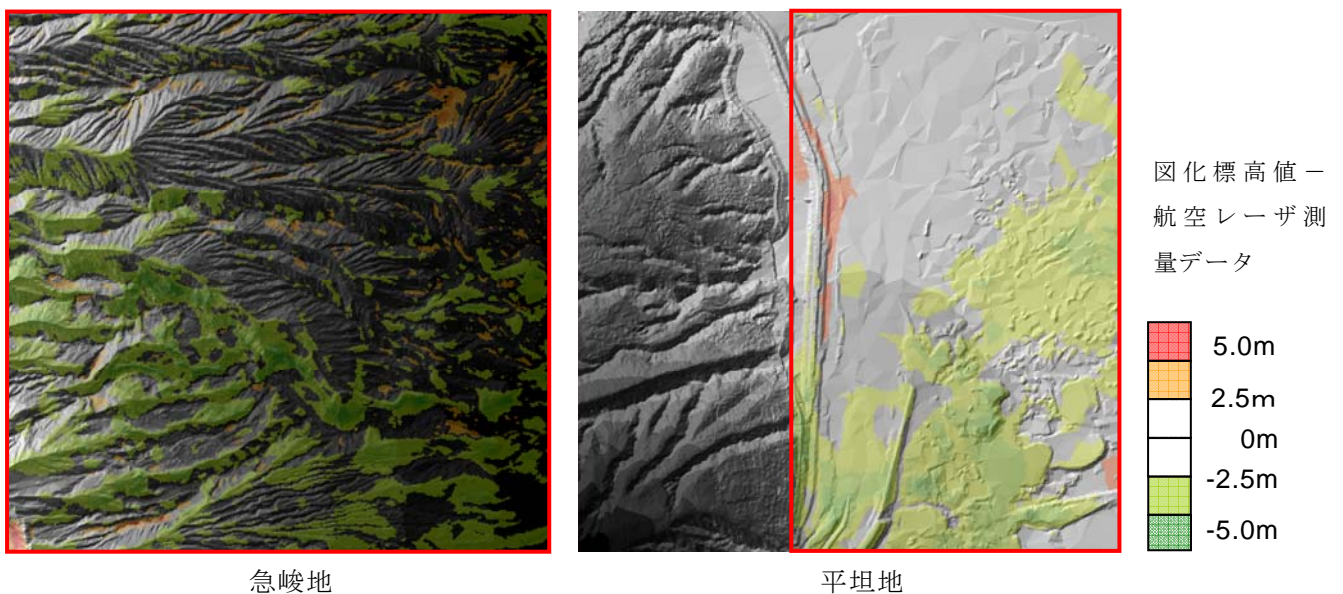 図化標高値－
航空レーザ測
量データ
5.0m
2.5m
0m
-2.5m
-5.0m
急峻地
平坦地